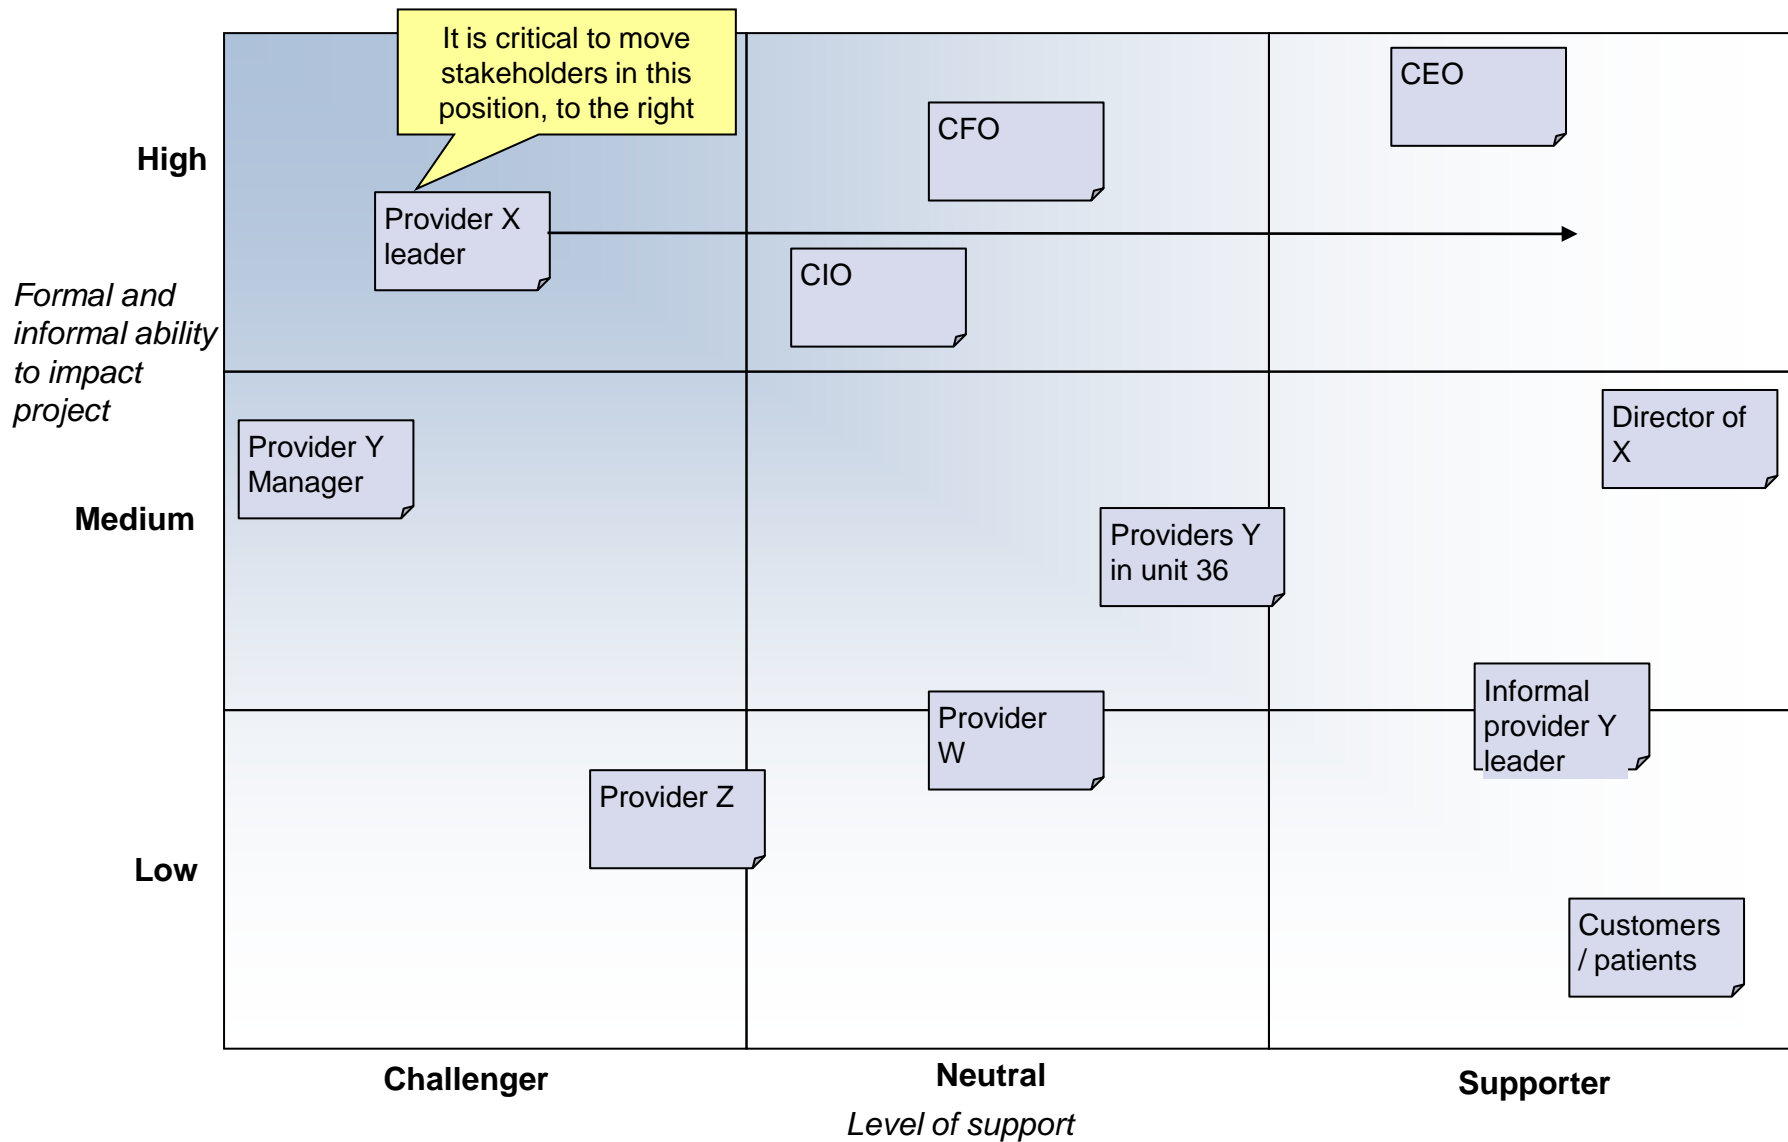 It is critical to move
stakeholders in this
position, to the right
CEO
CFO
High
Provider X
leader
CIO
Formal and
informal ability
to impact
project
Director of
X
Provider Y
Manager
Medium
Providers Y
in unit 36
Informal
provider Y
leader
Provider
W
Provider Z
Low
Customers
/ patients
Challenger
Neutral
Supporter
Level of support